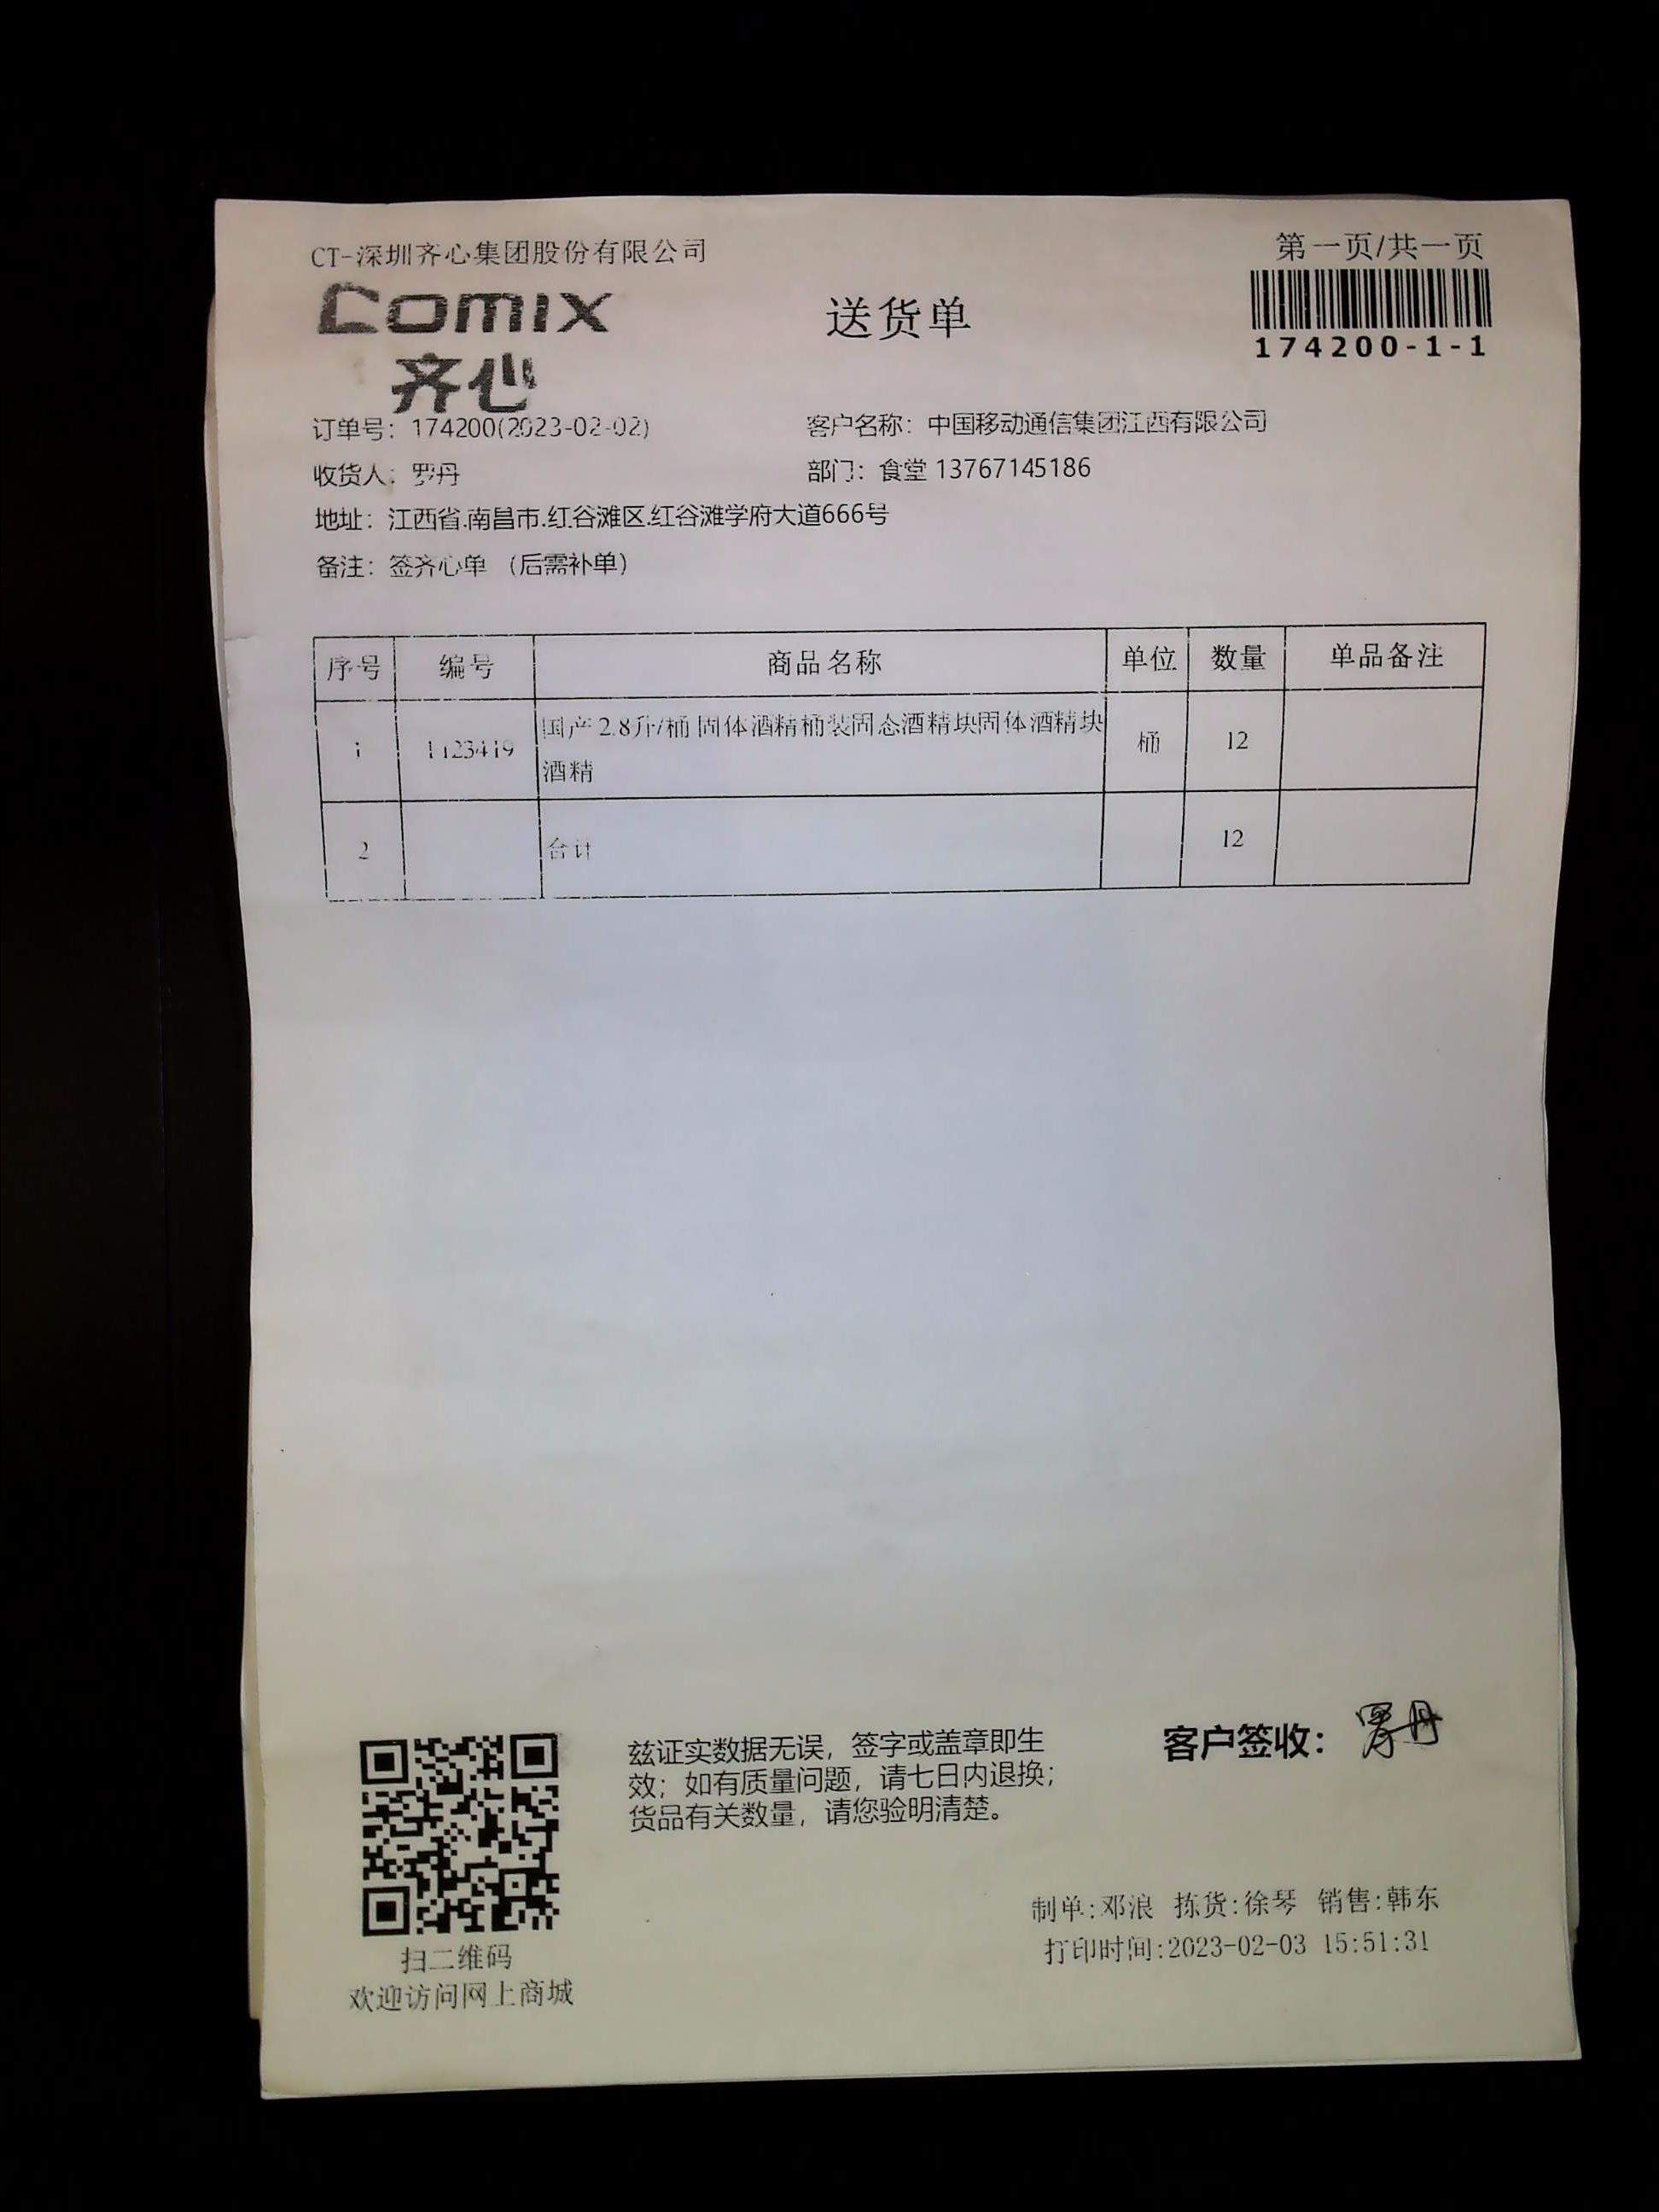 CT-深圳齐心集团股份有限公司
第一页/共一页
COMIX
齐心
送货单
174200-1-1
订单号：174200(2023-02-02)
客户名称：中国移动通信集团江西有限公司
收货人：罗丹
部门：食堂 13767145186
地址：江西省.南昌市.红谷滩区.红谷滩学府大道666号
备注：签齐心单 （后需补单）
序号 编号 商品名称 单位 数量 单品备注
1 1123419 国产 2.8升/桶 固体酒精桶装固态酒精块固体酒精块 桶 12
酒精
2 合计 12
兹证实数据无误，签字或盖章即生
效；如有质量问题，请七日内退换；
货品有关数量，请您验明清楚。
客户签收：罗丹
制单:邓浪 拣货:徐琴 销售:韩东
打印时间:2023-02-03 15:51:31
扫二维码
欢迎访问网上商城